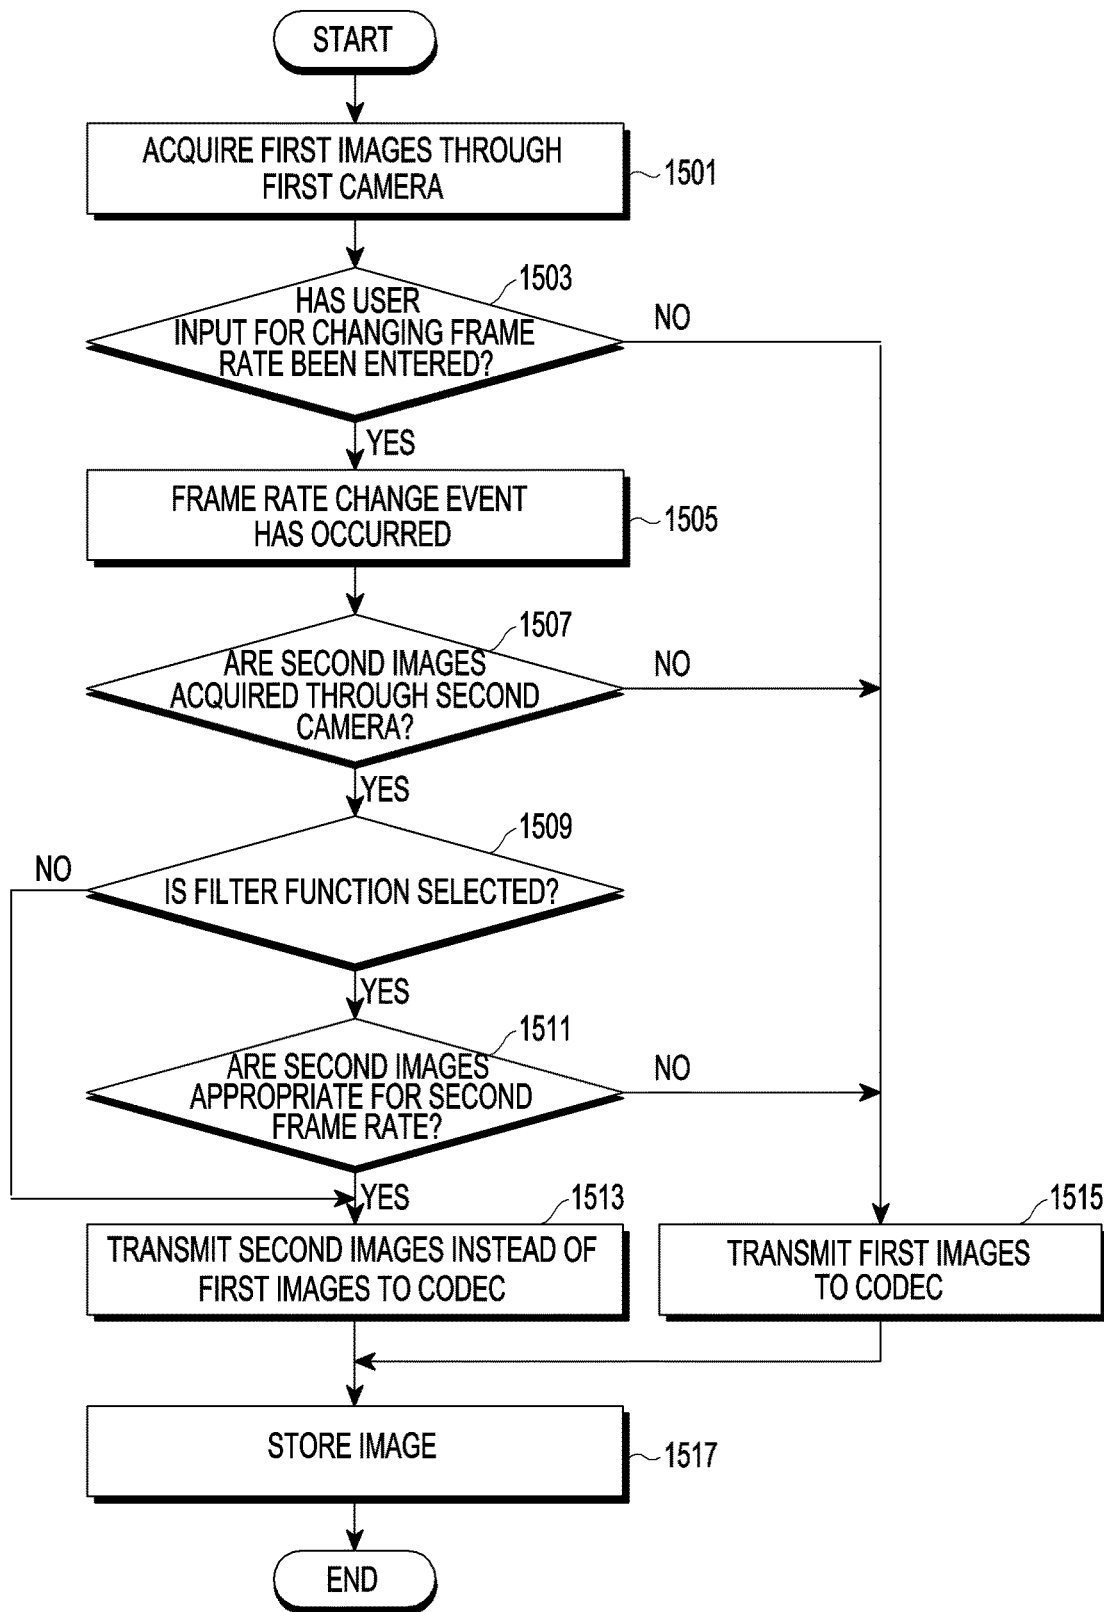 START
ACQUIRE FIRST IMAGES THROUGH
FIRST CAMERA
1501
1503
HAS USER
INPUT FOR CHANGING FRAME
RATE BEEN ENTERED?
NO
YES
FRAME RATE CHANGE EVENT
HAS OCCURRED
1505
1507
ARE SECOND IMAGES
ACQUIRED THROUGH SECOND
CAMERA?
NO
YES
1509
NO
IS FILTER FUNCTION SELECTED?
YES
1511
ARE SECOND IMAGES
APPROPRIATE FOR SECOND
FRAME RATE?
NO
YES
1513
TRANSMIT SECOND IMAGES INSTEAD OF
FIRST IMAGES TO CODEC
1515
TRANSMIT FIRST IMAGES
TO CODEC
STORE IMAGE
1517
END